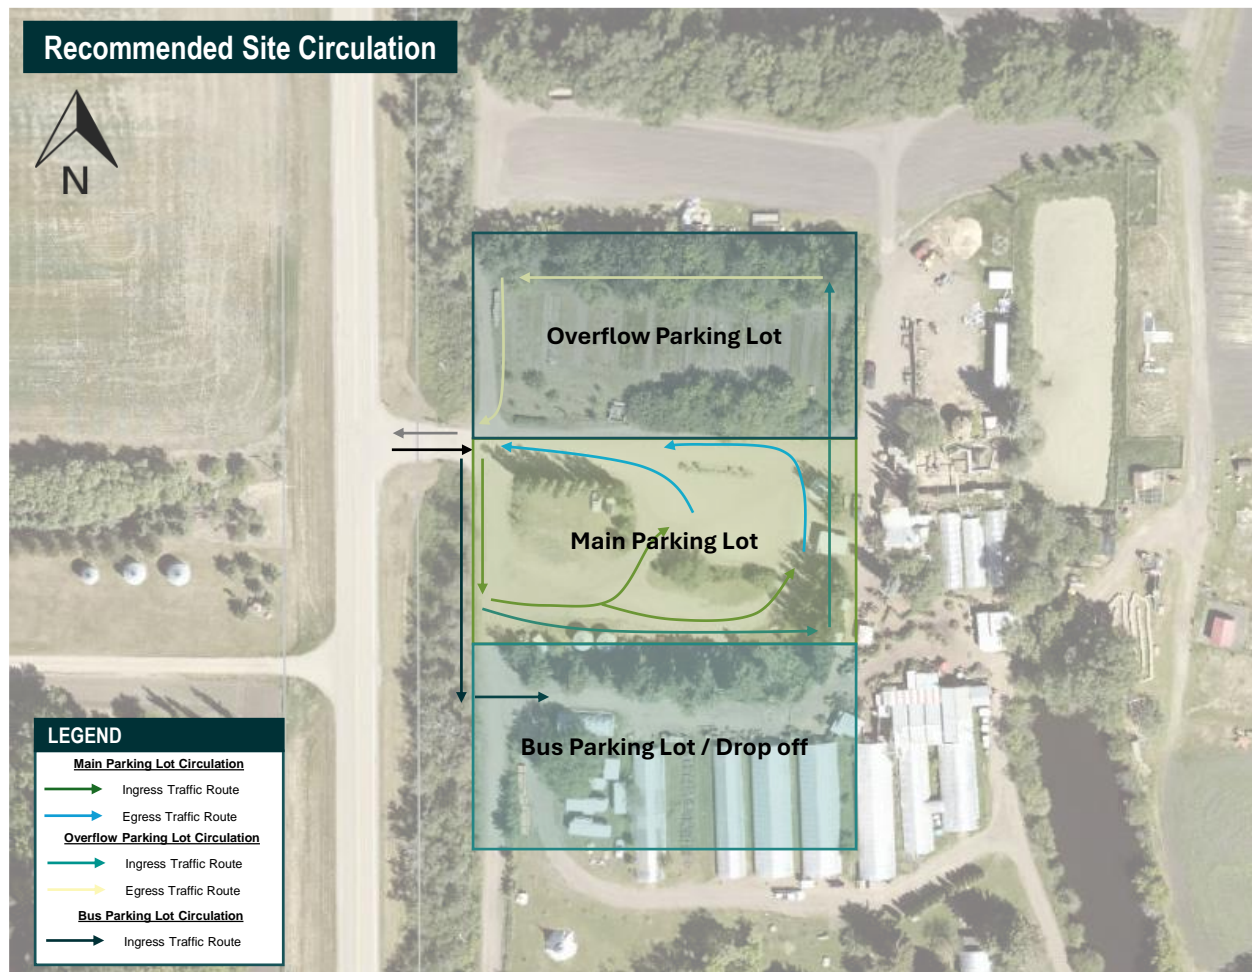 Recommended Site Circulation
N
Overflow Parking Lot
Main Parking Lot
Bus Parking Lot / Drop off
LEGEND
Main Parking Lot Circulation
Ingress Traffic Route
Egress Traffic Route
Overflow Parking Lot Circulation
Ingress Traffic Route
Egress Traffic Route
Bus Parking Lot Circulation
Ingress Traffic Route